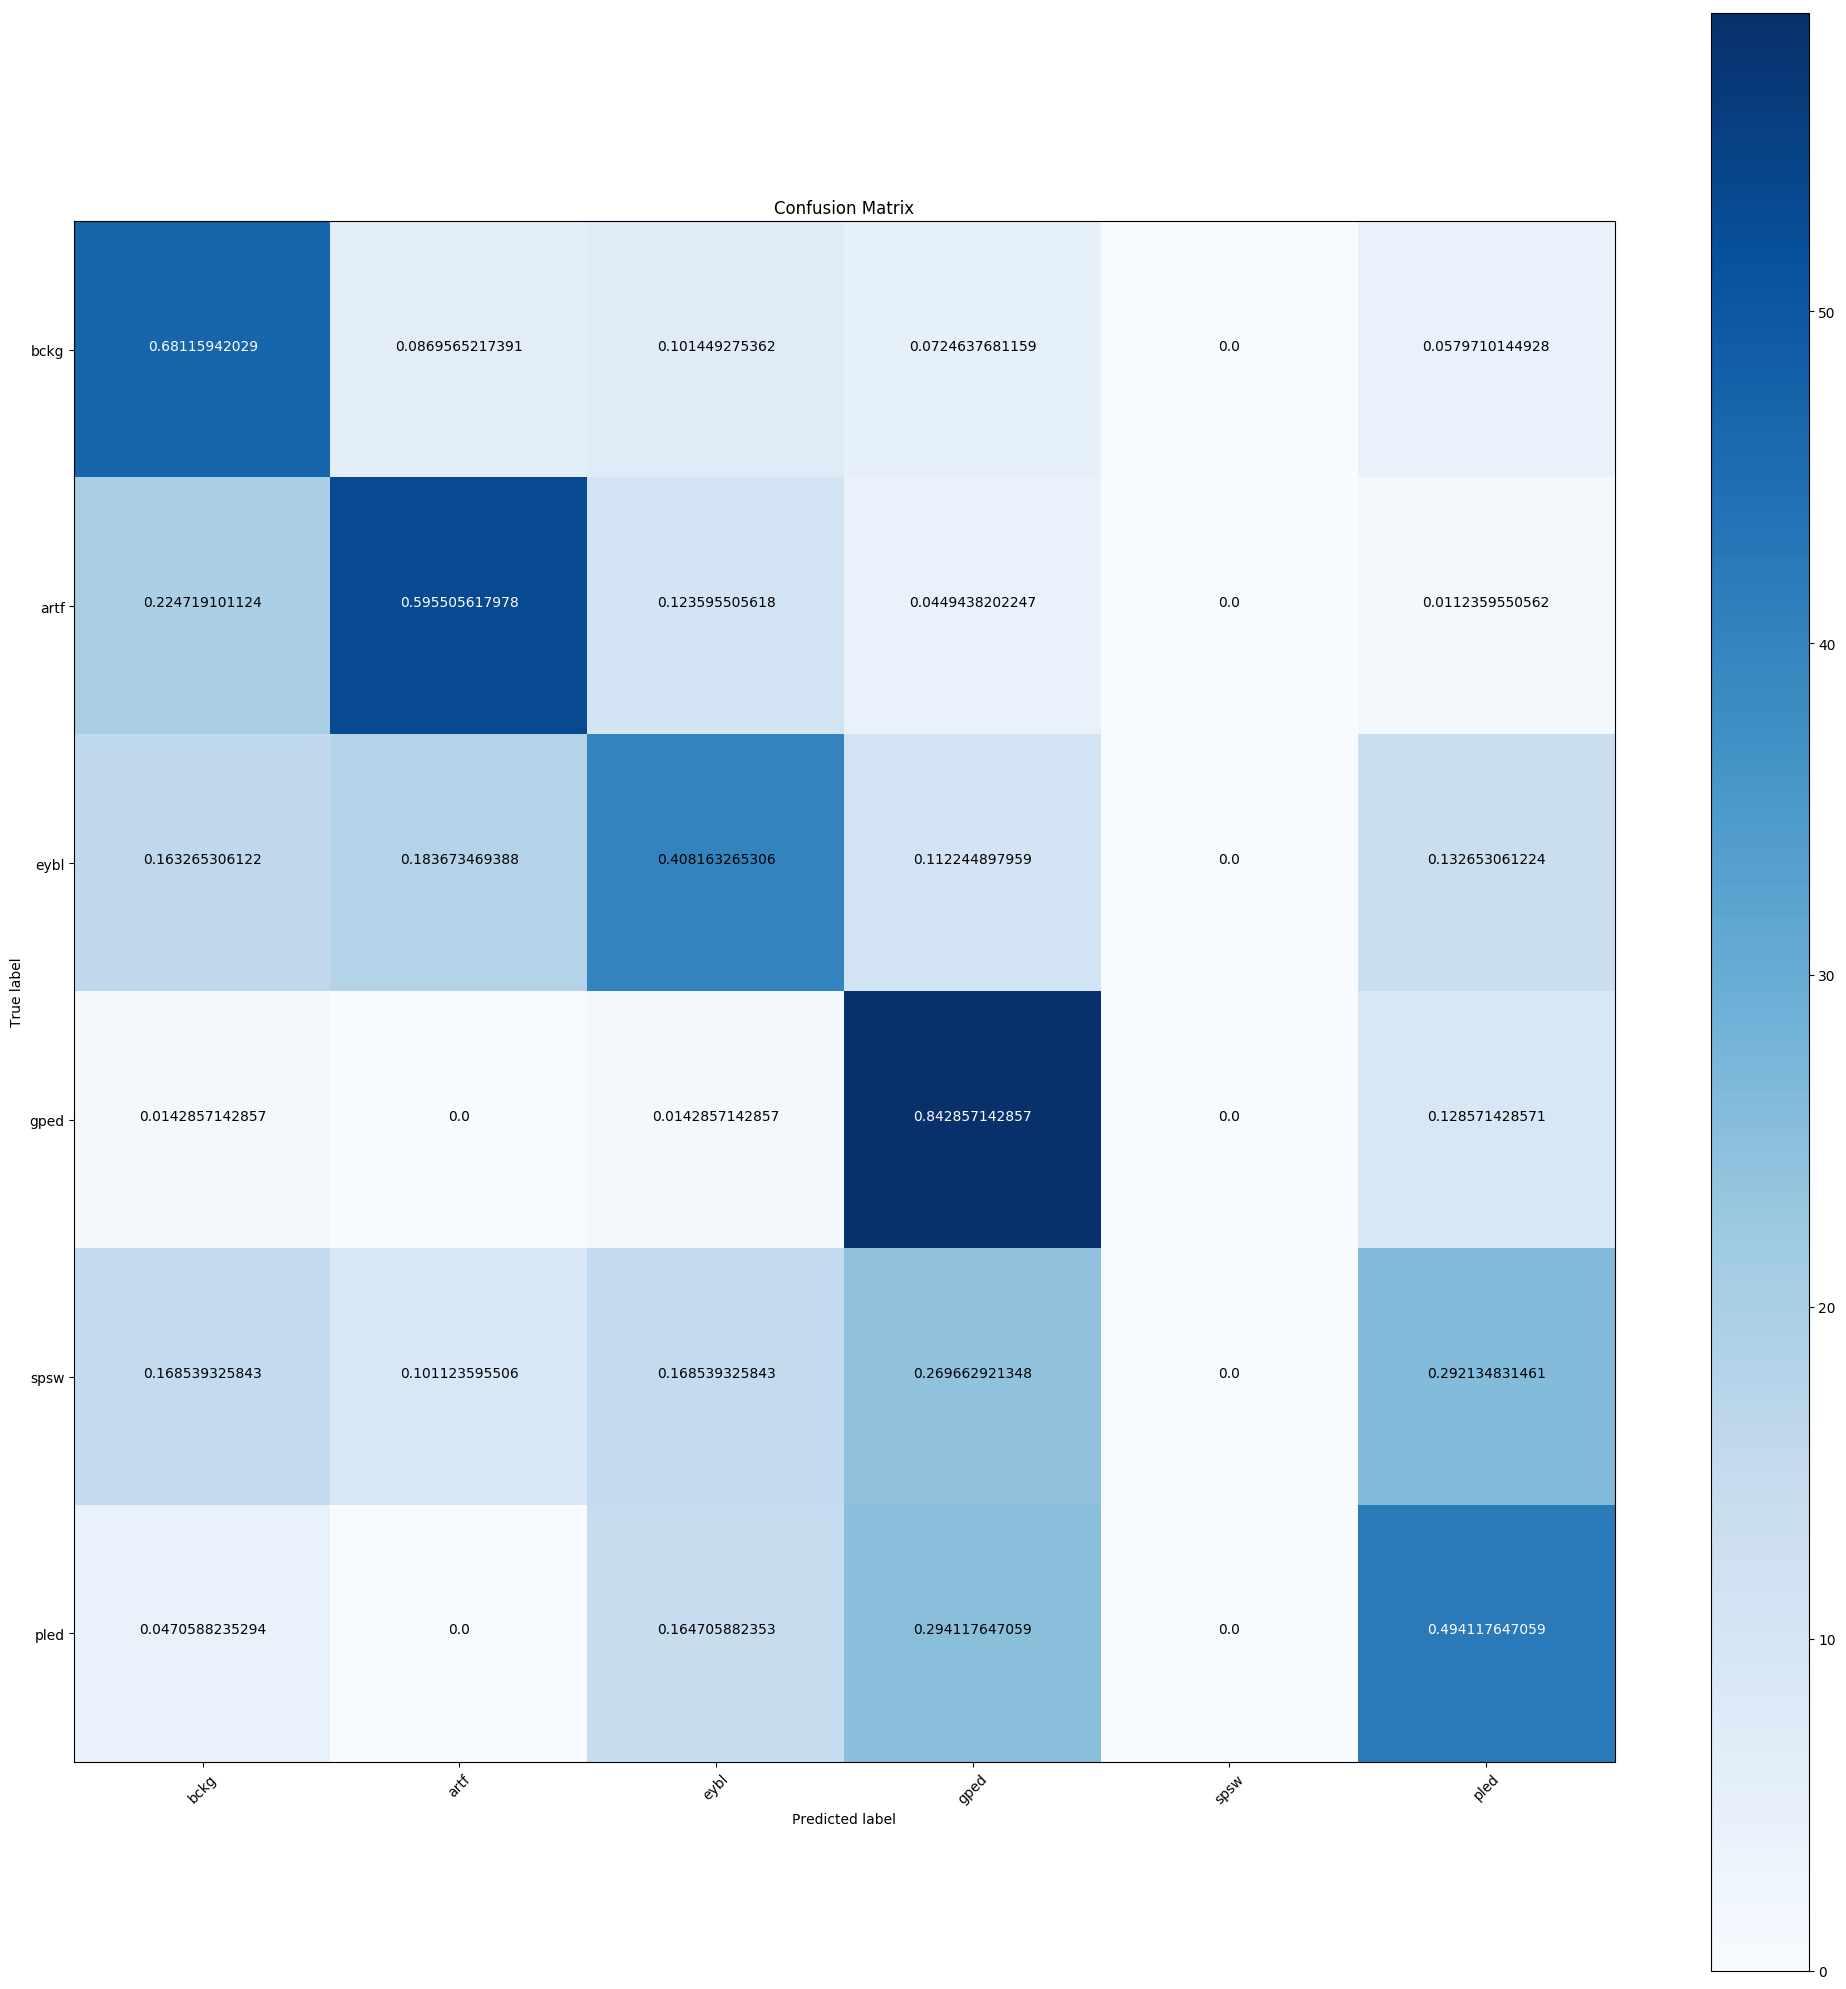 Confusion Matrix
bckg 0.68115942029 0.0869565217391 0.101449275362 0.0724637681159 0.0 0.0579710144928
artf 0.224719101124 0.595505617978 0.123595505618 0.0449438202247 0.0 0.0112359550562
eybl 0.163265306122 0.183673469388 0.408163265306 0.112244897959 0.0 0.132653061224
gped 0.0142857142857 0.0 0.0142857142857 0.842857142857 0.0 0.128571428571
spsw 0.168539325843 0.101123595506 0.168539325843 0.269662921348 0.0 0.292134831461
pled 0.0470588235294 0.0 0.164705882353 0.294117647059 0.0 0.494117647059
bckg artf eybl gped spsw pled
Predicted label
True label
50
40
30
20
10
0